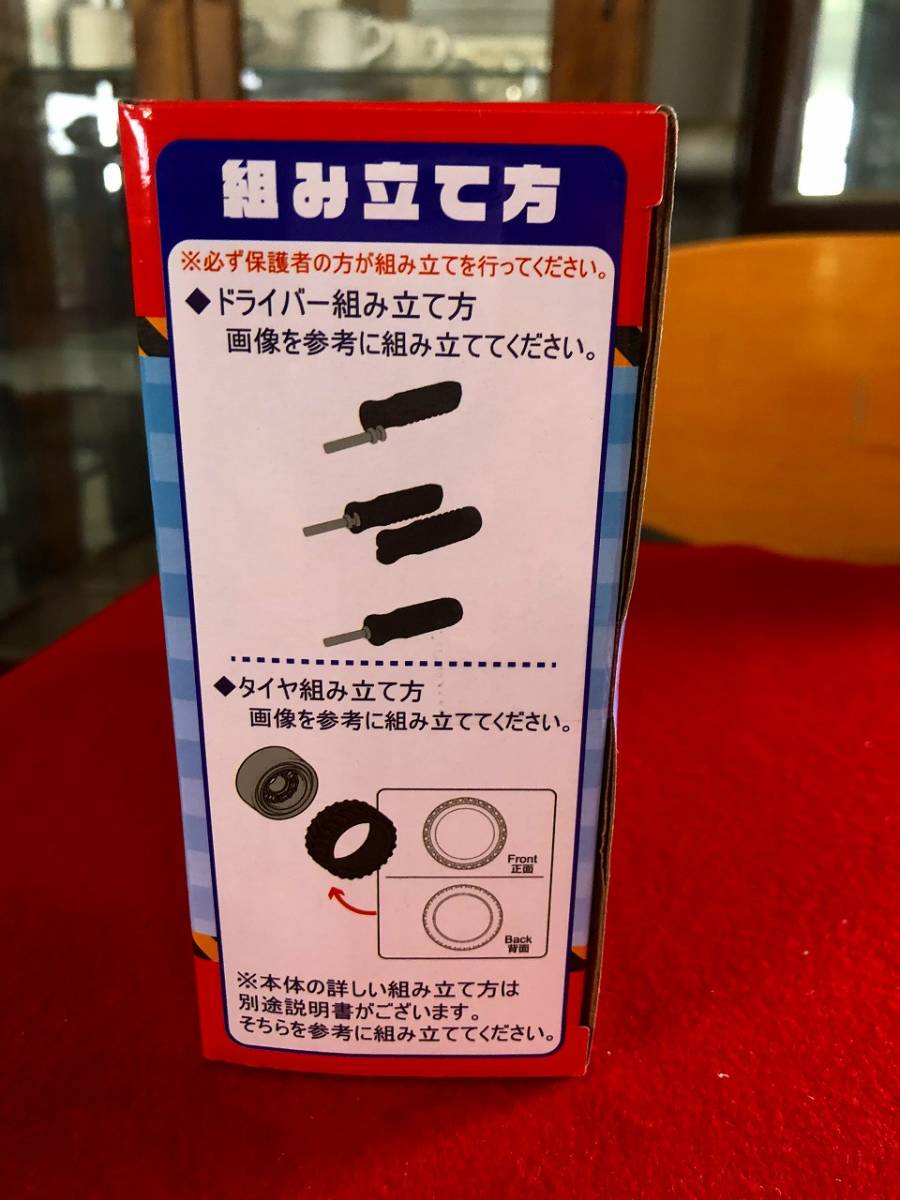 組み立て方
※必ず保護者の方が組み立てを行ってください。
◆ドライバー組み立て方
画像を参考に組み立ててください。
◆タイヤ組み立て方
画像を参考に組み立ててください。
Front
正面
Back
背面
※本体の詳しい組み立て方は
別途説明書がございます。
そちらを参考に組み立ててください。